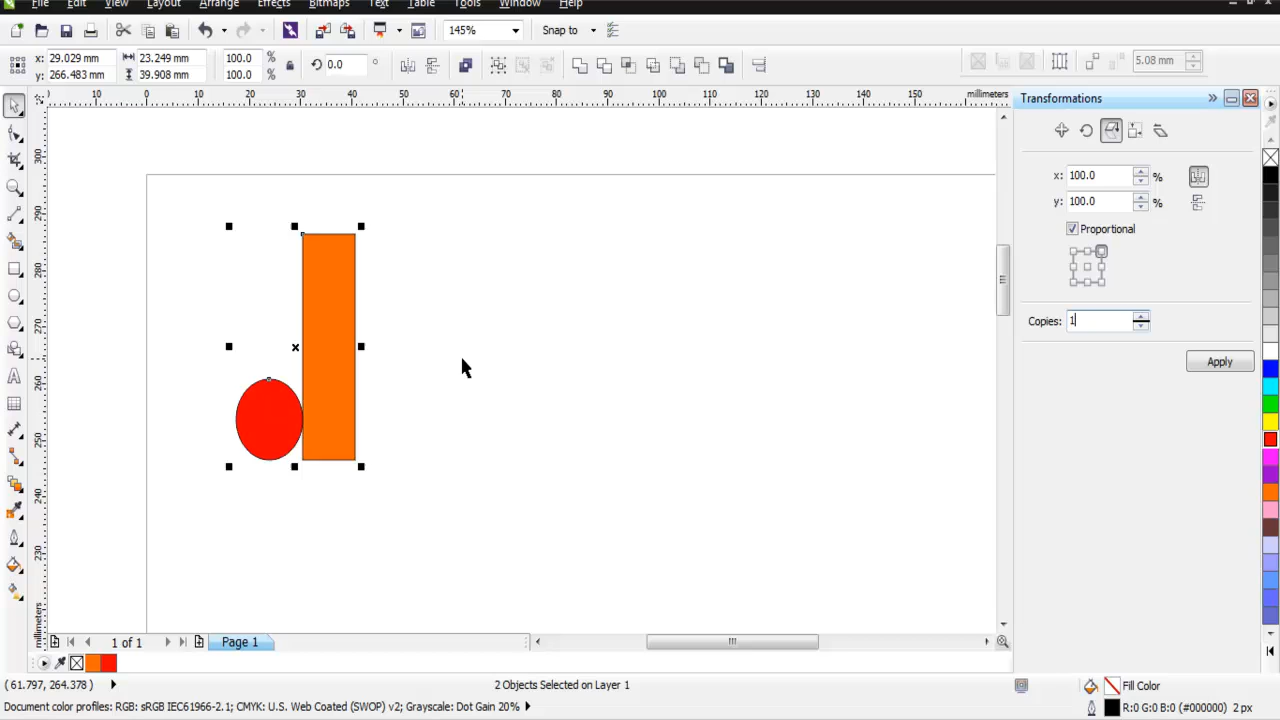 File Edit View Layout Arrange Effects Bitmaps Text Table Tools Window Help
145% Snap to
x: 29.029 mm 23.249 mm 100.0 % 0.0 ° 5.08 mm
y: 266.483 mm 39.908 mm 100.0 %
10 0 10 20 30 40 50 60 70 80 90 100 110 120 130 140 150 millimeters
300
290
280
270
260
250
240
230
millimeters
Transformations
x: 100.0 %
y: 100.0 %
Proportional
Copies: 1
Apply
1 of 1 Page 1
( 61.797, 264.378 ) 2 Objects Selected on Layer 1 Fill Color
Document color profiles: RGB: sRGB IEC61966-2.1; CMYK: U.S. Web Coated (SWOP) v2; Grayscale: Dot Gain 20% R:0 G:0 B:0 (#000000) 2 px